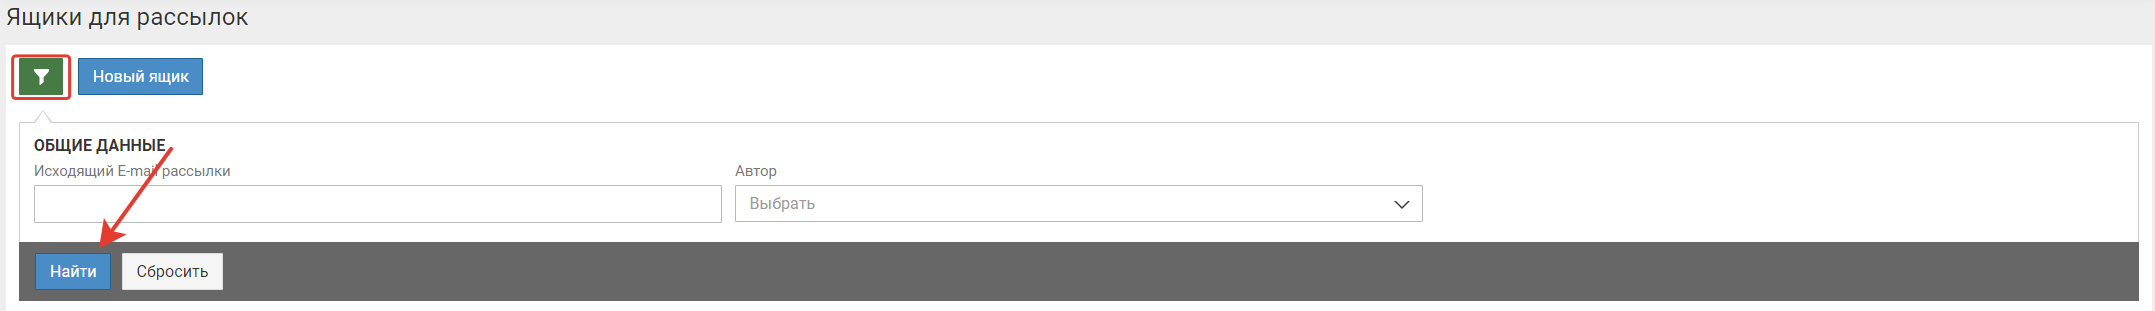 Ящики для рассылок
Новый ящик
ОБЩИЕ ДАННЫЕ
Исходящий E-mail рассылки
Автор
Выбрать
Найти
Сбросить